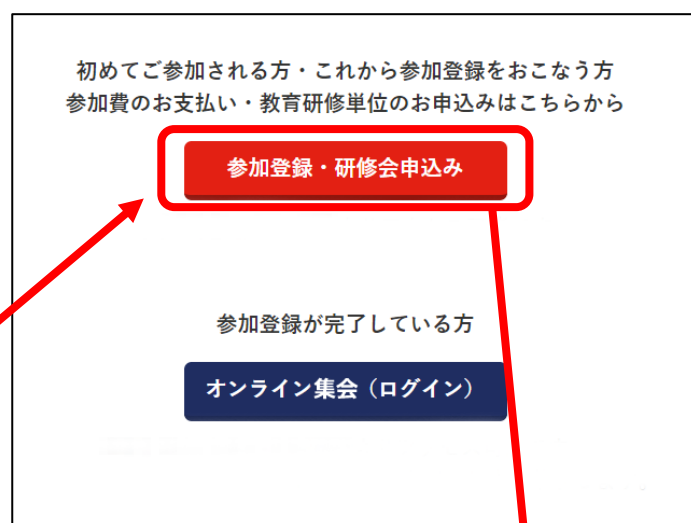 初めてご参加される方・これから参加登録をおこなう方
参加費のお支払い・教育研修単位のお申込みはこちらから
参加登録・研修会申込み
参加登録が完了している方
オンライン集会（ログイン）